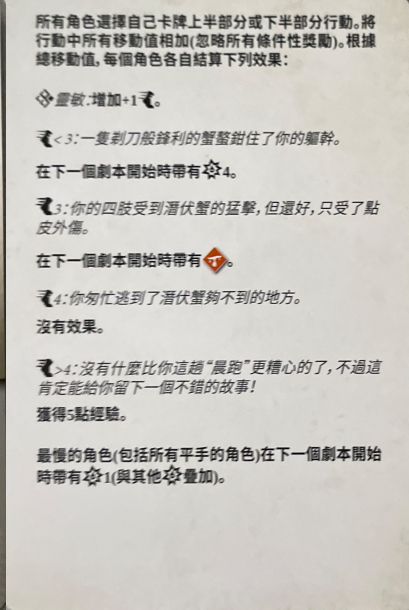 所有角色選擇自己卡牌上半部分或下半部分行動。將
行動中所有移動值相加(忽略所有條件性獎勵)。根據
總移動值，每個角色各自結算下列效果：
靈敏:增加+1。
< 3：一隻剃刀般鋒利的蟹螯鉗住了你的軀幹。
在下一個劇本開始時帶有4。
3：你的四肢受到潛伏蟹的猛擊，但還好，只受了點
皮外傷。
在下一個劇本開始時帶有。
4：你匆忙逃到了潛伏蟹夠不到的地方。
沒有效果。
>4：沒有什麼比你這趟“晨跑”更糟心的了，不過這
肯定能給你留下一個不錯的故事！
獲得5點經驗。
最慢的角色(包括所有平手的角色)在下一個劇本開始
時帶有1(與其他疊加)。